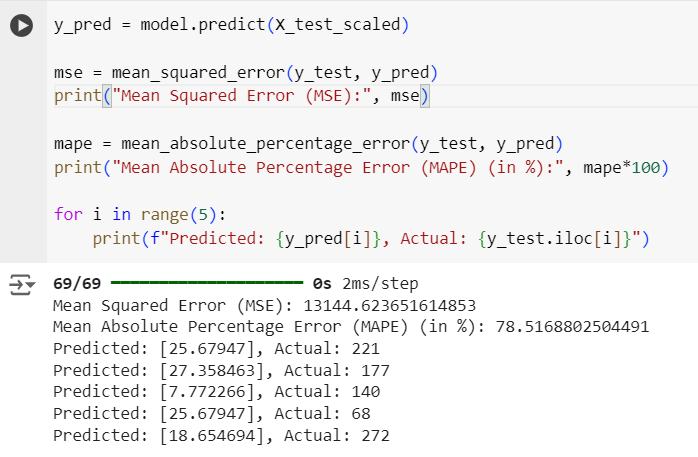 y_pred = model.predict(X_test_scaled)
mse = mean_squared_error(y_test, y_pred)
print("Mean Squared Error (MSE):", mse)
mape = mean_absolute_percentage_error(y_test, y_pred)
print("Mean Absolute Percentage Error (MAPE) (in %):", mape*100)
for i in range(5):
    print(f"Predicted: {y_pred[i]}, Actual: {y_test.iloc[i]}")
69/69 ━━━━━━━━━━━━━━━━━━━━ 0s 2ms/step
Mean Squared Error (MSE): 13144.623651614853
Mean Absolute Percentage Error (MAPE) (in %): 78.5168802504491
Predicted: [25.67947], Actual: 221
Predicted: [27.358463], Actual: 177
Predicted: [7.772266], Actual: 140
Predicted: [25.67947], Actual: 68
Predicted: [18.654694], Actual: 272